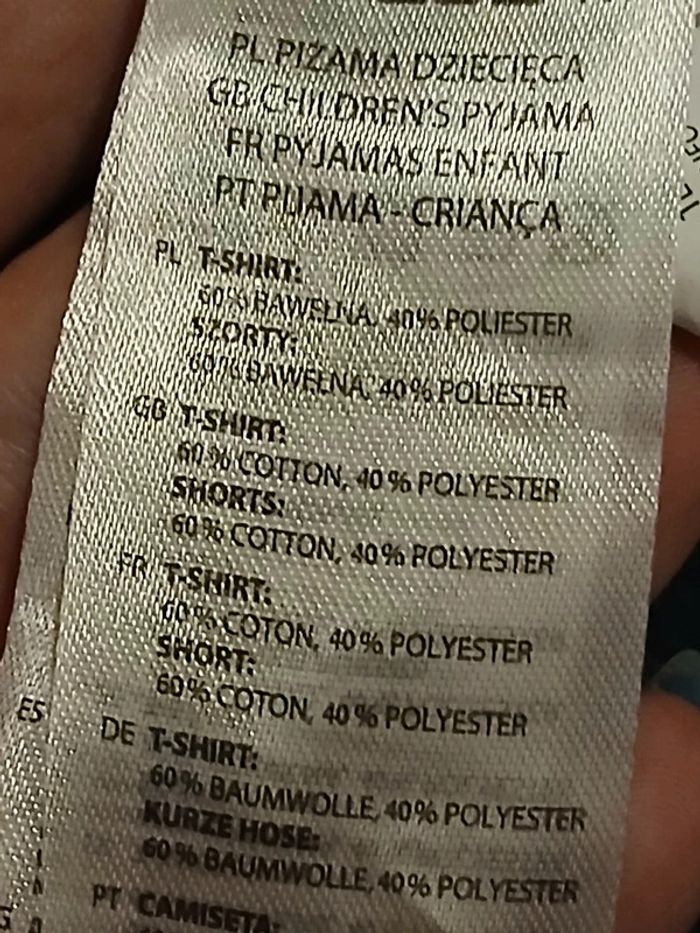 PL PIŻAMA DZIECIĘCA
GB CHILDREN'S PYJAMA
FR PYJAMAS ENFANT
PT PIJAMA - CRIANÇA
PL T-SHIRT:
60% BAWEŁNA, 40% POLIESTER
SZORTY:
60% BAWEŁNA, 40% POLIESTER
GB T-SHIRT:
60% COTTON, 40% POLYESTER
SHORTS:
60% COTTON, 40% POLYESTER
FR T-SHIRT:
60% COTON, 40% POLYESTER
SHORT:
60% COTON, 40% POLYESTER
ES
DE T-SHIRT:
60% BAUMWOLLE, 40% POLYESTER
KURZE HOSE:
60% BAUMWOLLE, 40% POLYESTER
PT CAMISETA: